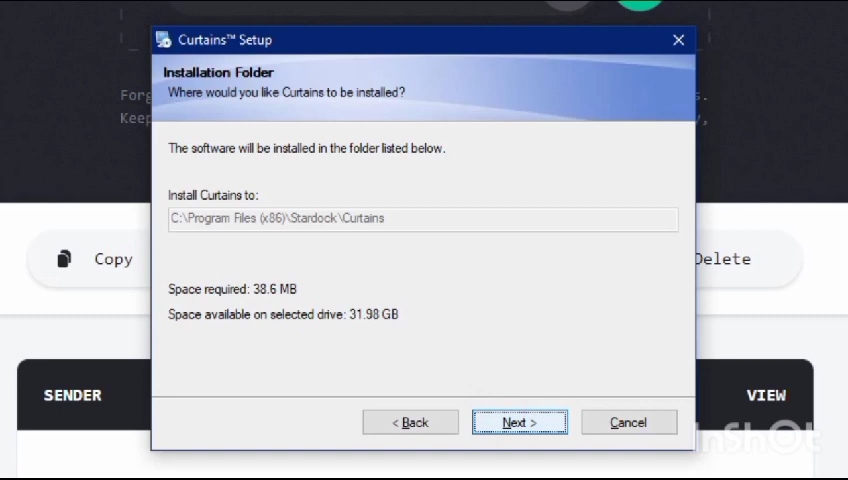 Curtains™ Setup
Installation Folder
Where would you like Curtains to be installed?
Keep
The software will be installed in the folder listed below.
Install Curtains to:
C:\Program Files (x86)\Stardock\Curtains
Copy
Delete
Space required: 38.6 MB
Space available on selected drive: 31.98 GB
SENDER
VIEW
< Back
Next >
Cancel
InShOt